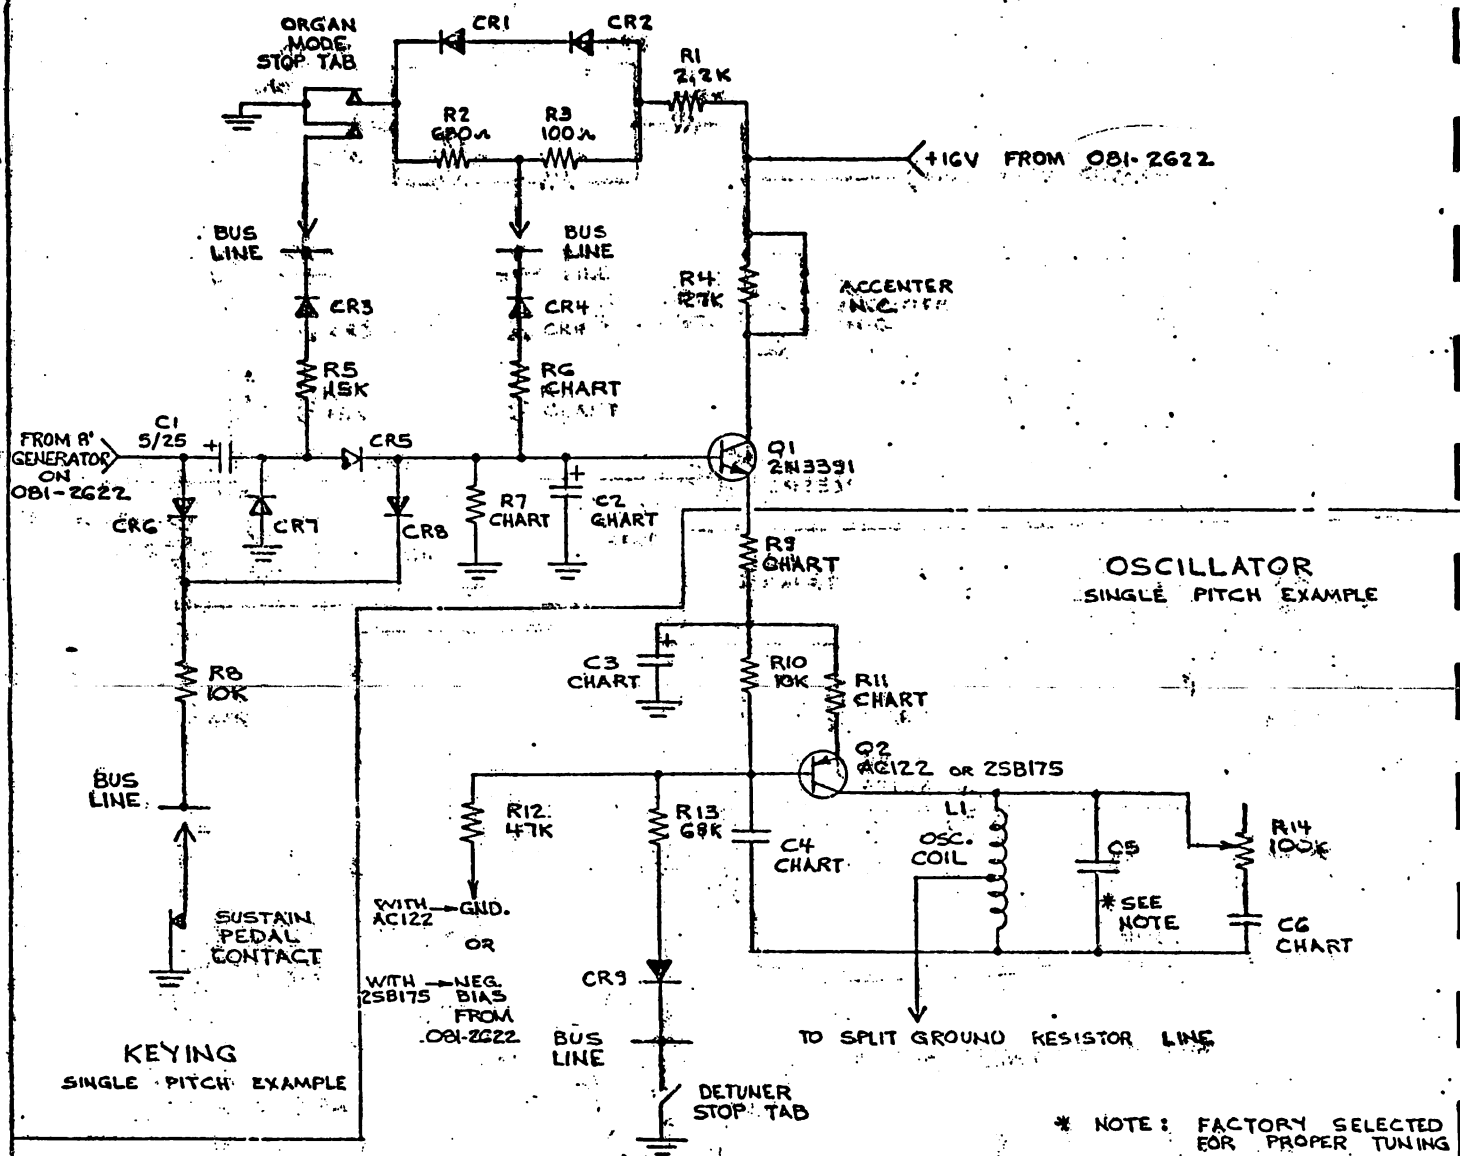 ORGAN
MODE
STOP TAB
CR1
CR2
R1
2.2K
R2
680Ω
R3
100Ω
+16V FROM 081-2622
BUS
LINE
BUS
LINE
CR3
CR4
R4
27K
ACCENTER
N.C.
R5
15K
R6
CHART
C1
5/25
+
CR5
FROM A'
GENERATOR
ON
081-2622
Q1
2N3391
CR6
CR7
CR8
R7
CHART
+
C2
CHART
R9
CHART
OSCILLATOR
SINGLE PITCH EXAMPLE
R8
10K
+
C3
CHART
R10
10K
R11
CHART
Q2
AC122 OR 2SB175
BUS
LINE
R12
47K
R13
68K
C4
CHART
L1
OSC.
COIL
C5
* SEE
NOTE
R14
100K
C6
CHART
SUSTAIN
PEDAL
CONTACT
WITH
AC122
GND.
OR
WITH
2SB175
NEG.
BIAS
FROM
081-2622
CR9
BUS
LINE
TO SPLIT GROUND RESISTOR LINE
KEYING
SINGLE PITCH EXAMPLE
DETUNER
STOP TAB
* NOTE: FACTORY SELECTED
FOR PROPER TUNING